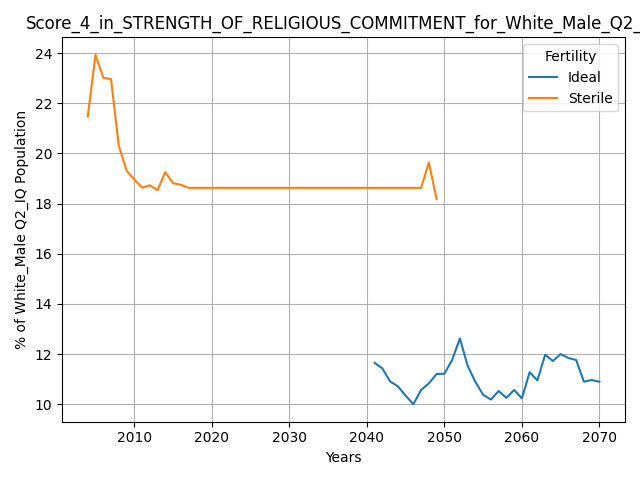 Score_4_in_STRENGTH_OF_RELIGIOUS_COMMITMENT_for_White_Male_Q2_
Fertility
Ideal
Sterile
% of White_Male Q2_IQ Population
24
22
20
18
16
14
12
10
2010 2020 2030 2040 2050 2060 2070
Years